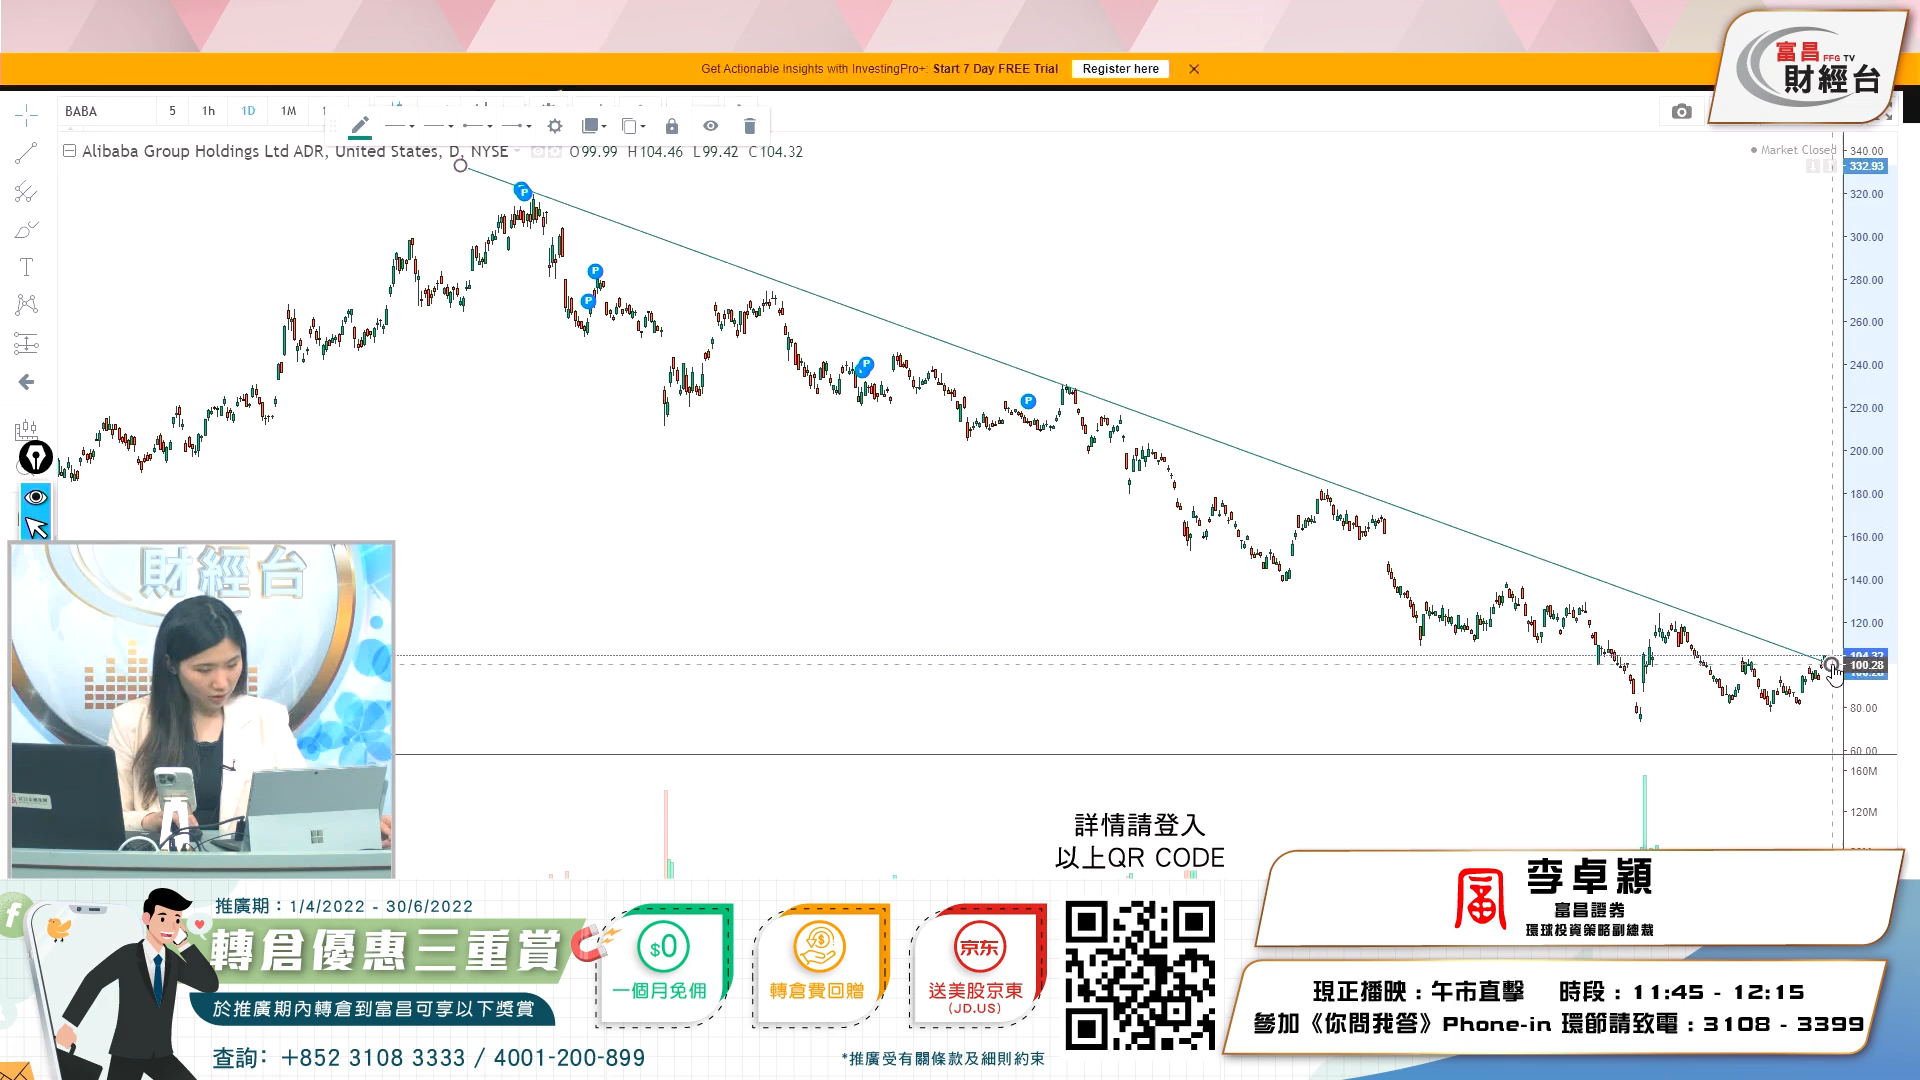 Get Actionable Insights with InvestingPro+: Start 7 Day FREE Trial
Register here
富昌
FFG TV
財經台
BABA
5
1h
1D
1M
Alibaba Group Holdings Ltd ADR, United States, D, NYSE
O99.99 H104.46 L99.42 C104.32
Market Closed
340.00
332.93
320.00
300.00
280.00
260.00
240.00
220.00
200.00
180.00
160.00
140.00
120.00
104.32
100.28
80.00
60.00
160M
120M
P
P
P
P
P
財經台
詳情請登入
以上QR CODE
推廣期：1/4/2022 - 30/6/2022
轉倉優惠三重賞
於推廣期內轉倉到富昌可享以下獎賞
查詢： +852 3108 3333 / 4001-200-899
$0
一個月免佣
轉倉費回贈
京东
送美股京東
(JD.US)
*推廣受有關條款及細則約束
李卓穎
富昌證券
環球投資策略副總裁
現正播映：午市直擊 時段：11:45 - 12:15
參加《你問我答》Phone-in 環節請致電：3108 - 3399